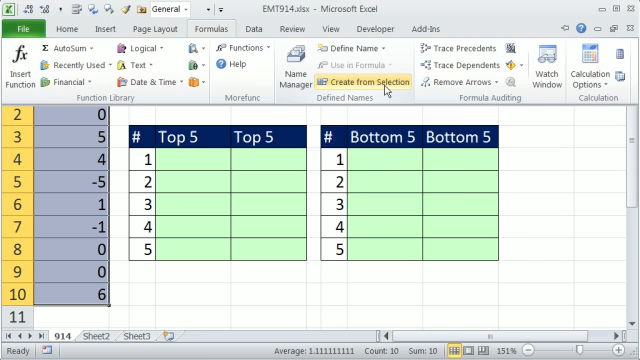 General
EMT914.xlsx - Microsoft Excel
File
Home
Insert
Page Layout
Formulas
Data
Review
View
Developer
Add-Ins
fx
Insert Function
Σ AutoSum
Recently Used
Financial
Logical
Text
Date & Time
Function Library
Functions
Help
Morefunc
Name Manager
Define Name
Use in Formula
Create from Selection
Defined Names
Trace Precedents
Trace Dependents
Remove Arrows
Formula Auditing
Watch Window
Calculation Options
Calculation
2 0
3 5 # Top 5 Top 5 # Bottom 5 Bottom 5
4 4 1 1
5 -5 2 2
6 1 3 3
7 -1 4 4
8 0 5 5
9 0
10 6
11
914 Sheet2 Sheet3
Ready Average: 1.111111111 Count: 10 Sum: 10 151%